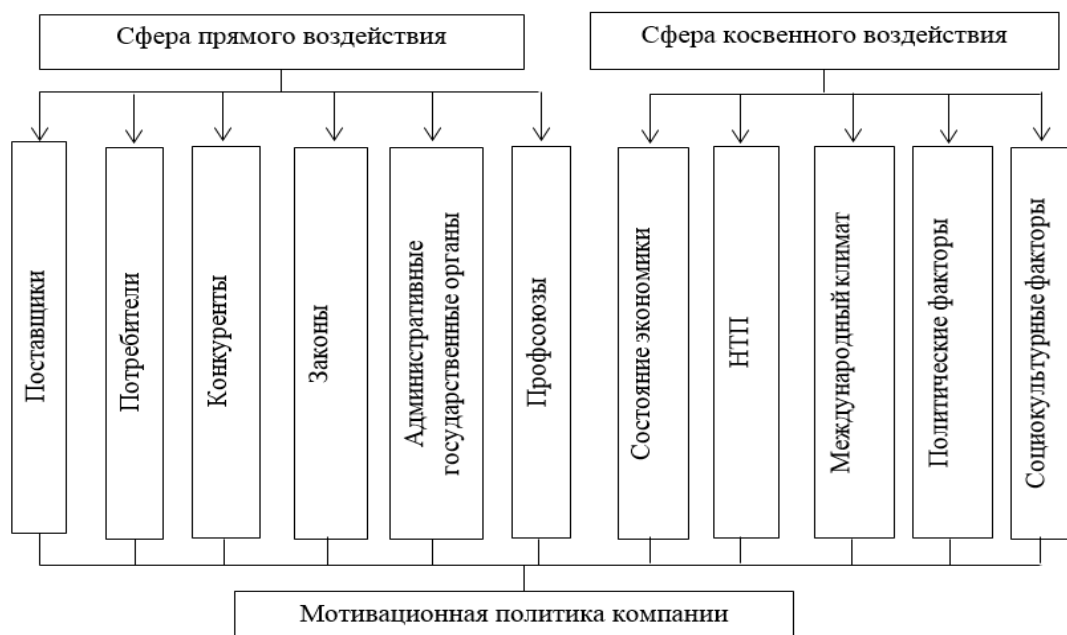 Сфера прямого воздействия
Сфера косвенного воздействия
Поставщики
Потребители
Конкуренты
Законы
Административные
государственные органы
Профсоюзы
Состояние экономики
НТП
Международный климат
Политические факторы
Социокультурные факторы
Мотивационная политика компании